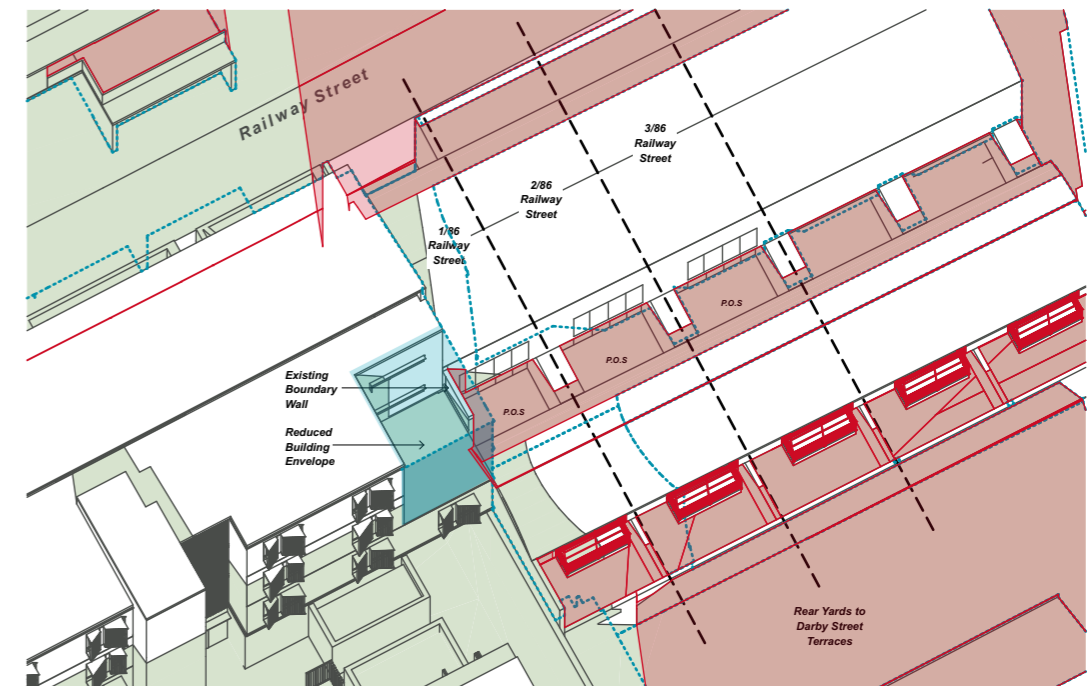 Railway Street
3/86
Railway
Street
2/86
Railway
Street
1/86
Railway
Street
P.O.S
P.O.S
P.O.S
Existing
Boundary
Wall
Reduced
Building
Envelope
Rear Yards to
Darby Street
Terraces